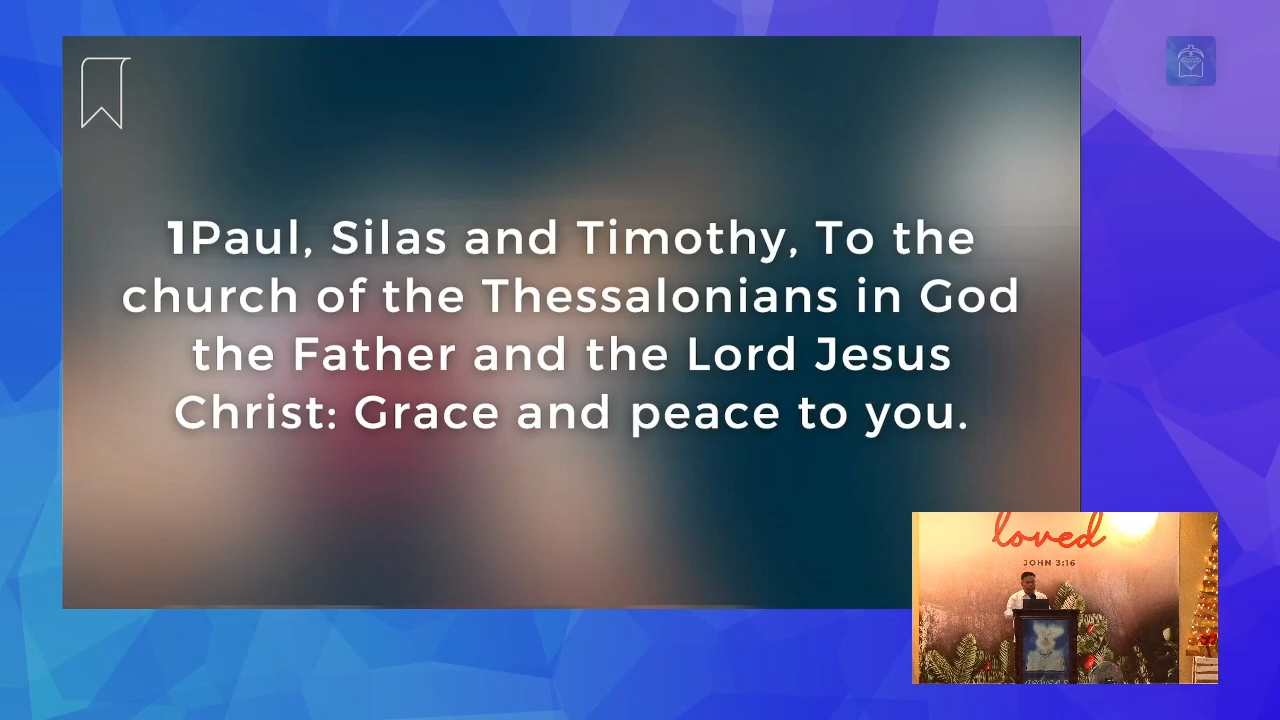 1Paul, Silas and Timothy, To the
church of the Thessalonians in God
the Father and the Lord Jesus
Christ: Grace and peace to you.
loved
JOHN 3:16